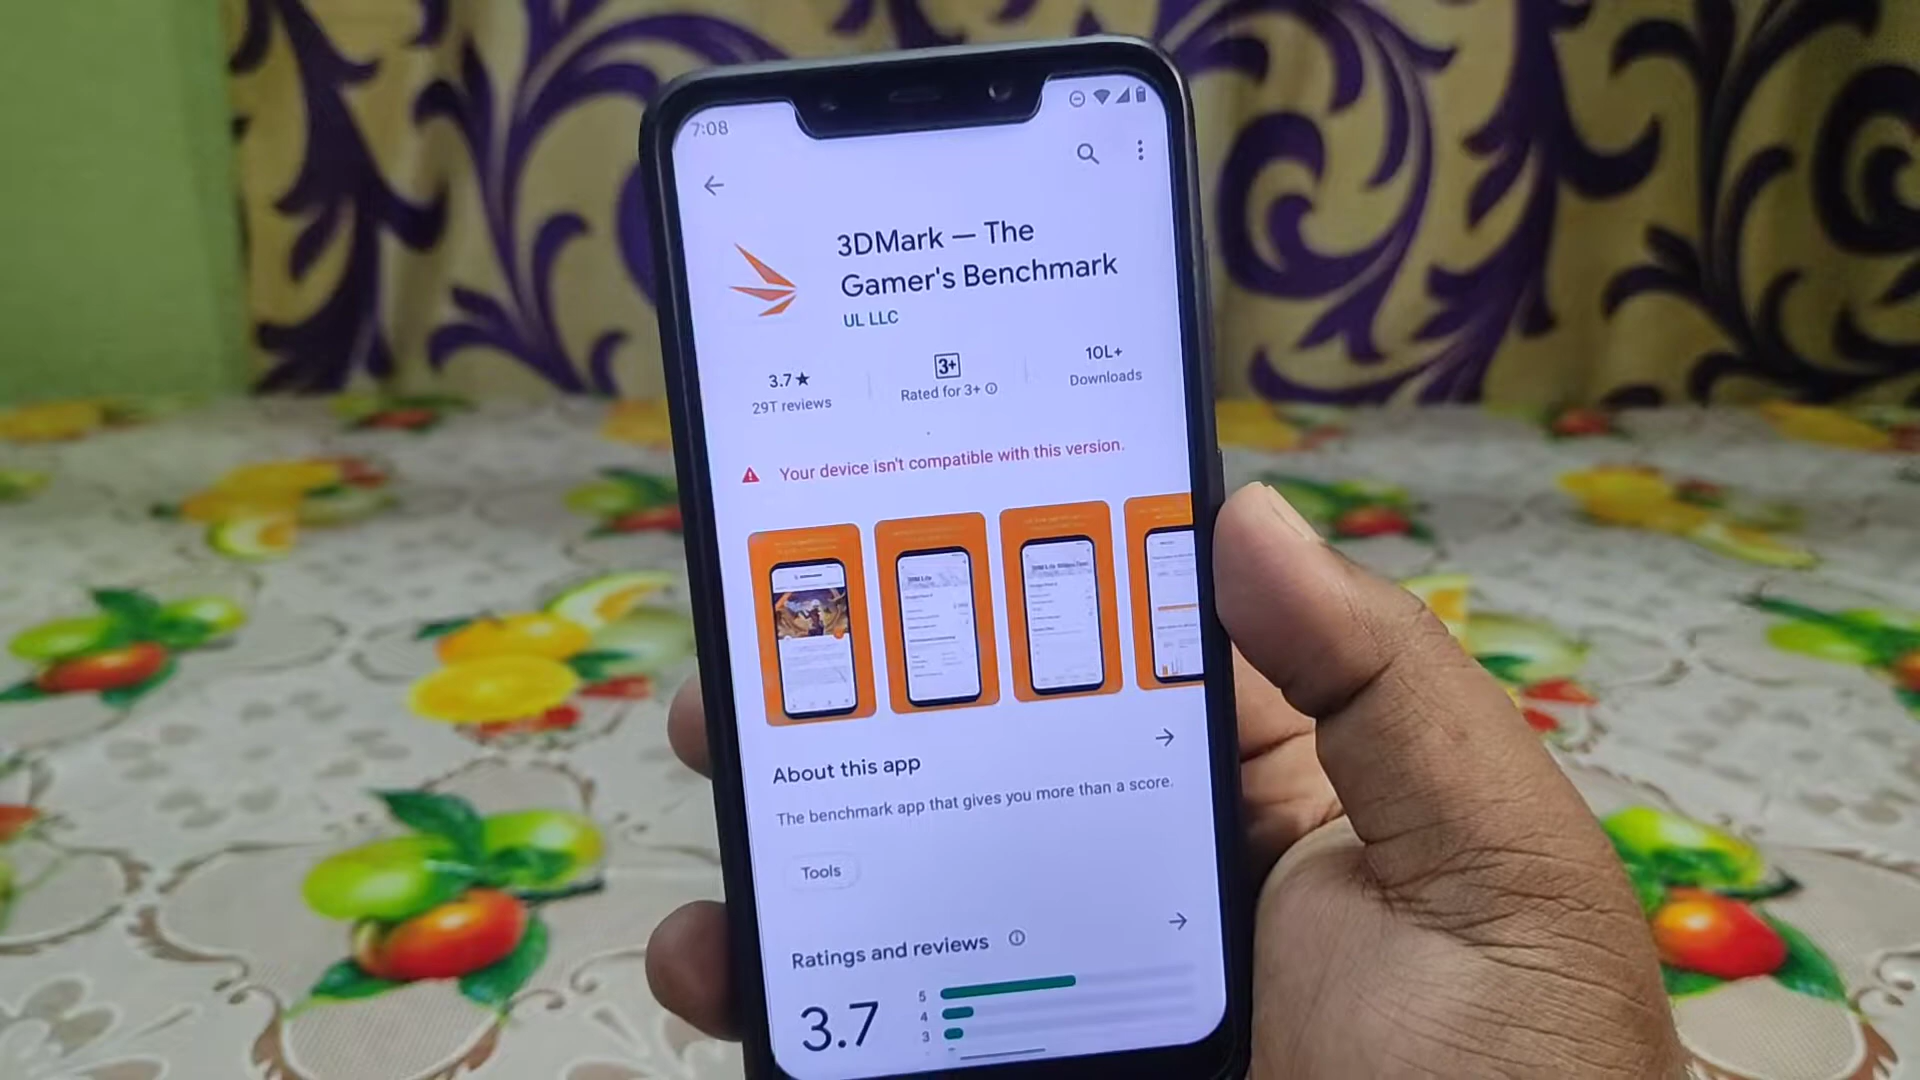 7:08
3DMark — The
Gamer's Benchmark
UL LLC
3.7★
29T reviews
3+
Rated for 3+
10L+
Downloads
Your device isn't compatible with this version.
About this app
The benchmark app that gives you more than a score.
Tools
Ratings and reviews
3.7
5
4
3